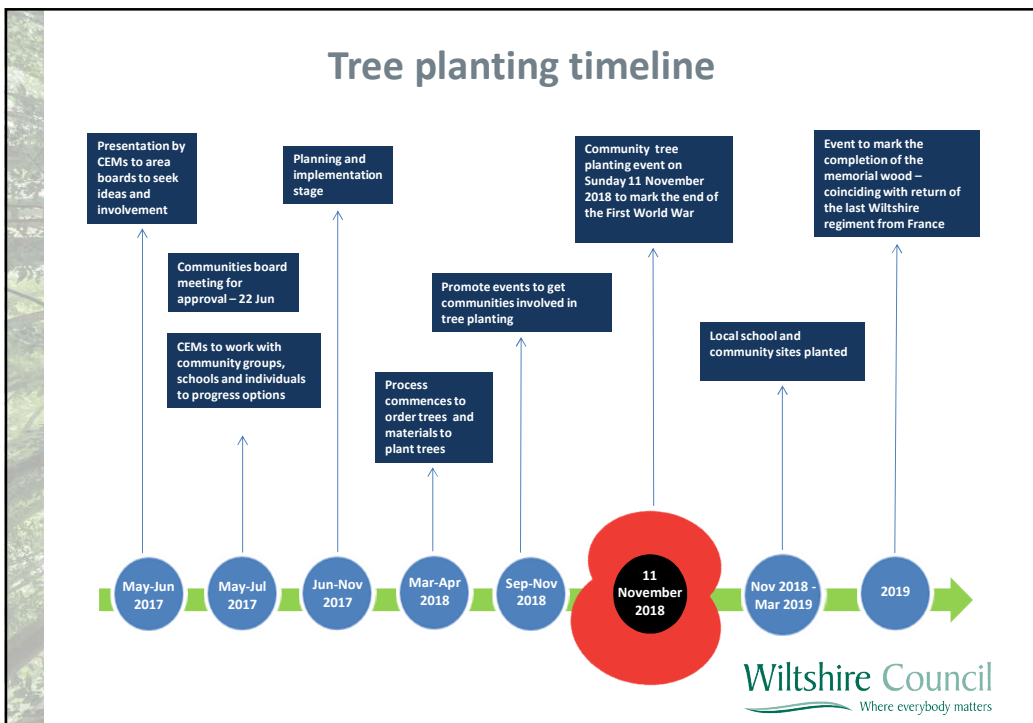 Tree planting timeline
Presentation by
CEMs to area
boards to seek
ideas and
involvement
Communities board
meeting for
approval – 22 Jun
CEMs to work with
community groups,
schools and individuals
to progress options
Planning and
implementation
stage
Process
commences to
order trees and
materials to
plant trees
Promote events to get
communities involved in
tree planting
Community tree
planting event on
Sunday 11 November
2018 to mark the end of
the First World War
Local school and
community sites planted
Event to mark the
completion of the
memorial wood –
coinciding with return of
the last Wiltshire
regiment from France
May-Jun
2017
May-Jul
2017
Jun-Nov
2017
Mar-Apr
2018
Sep-Nov
2018
11
November
2018
Nov 2018 -
Mar 2019
2019
Wiltshire Council
Where everybody matters